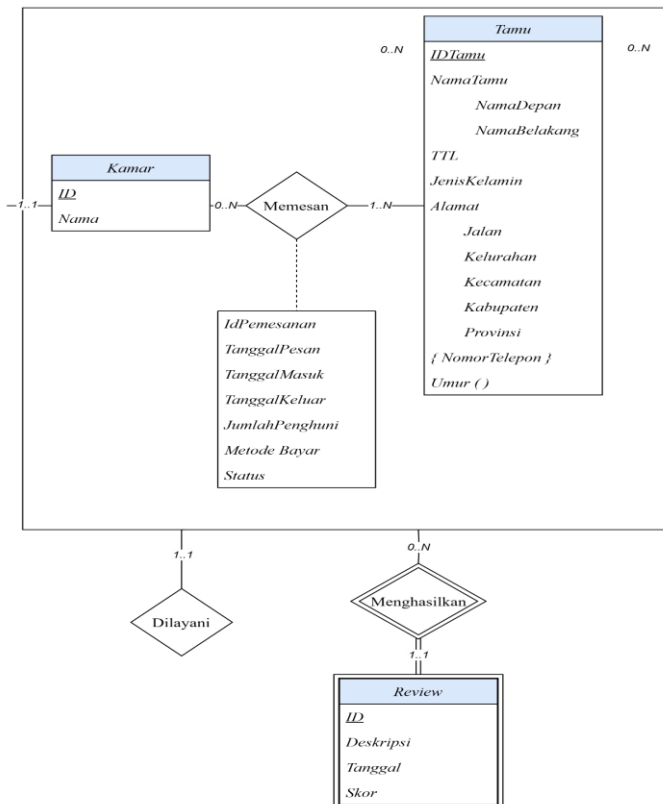 Tamu
0..N
0..N
IDTamu
NamaTamu
NamaDepan
NamaBelakang
TTL
JenisKelamin
Alamat
Jalan
Kelurahan
Kecamatan
Kabupaten
Provinsi
{ NomorTelepon }
Umur ( )
Kamar
ID
Nama
1..1
0..N
Memesan
1..N
IdPemesanan
TanggalPesan
TanggalMasuk
TanggalKeluar
JumlahPenghuni
Metode Bayar
Status
1..1
Dilayani
0..N
Menghasilkan
1..1
Review
ID
Deskripsi
Tanggal
Skor